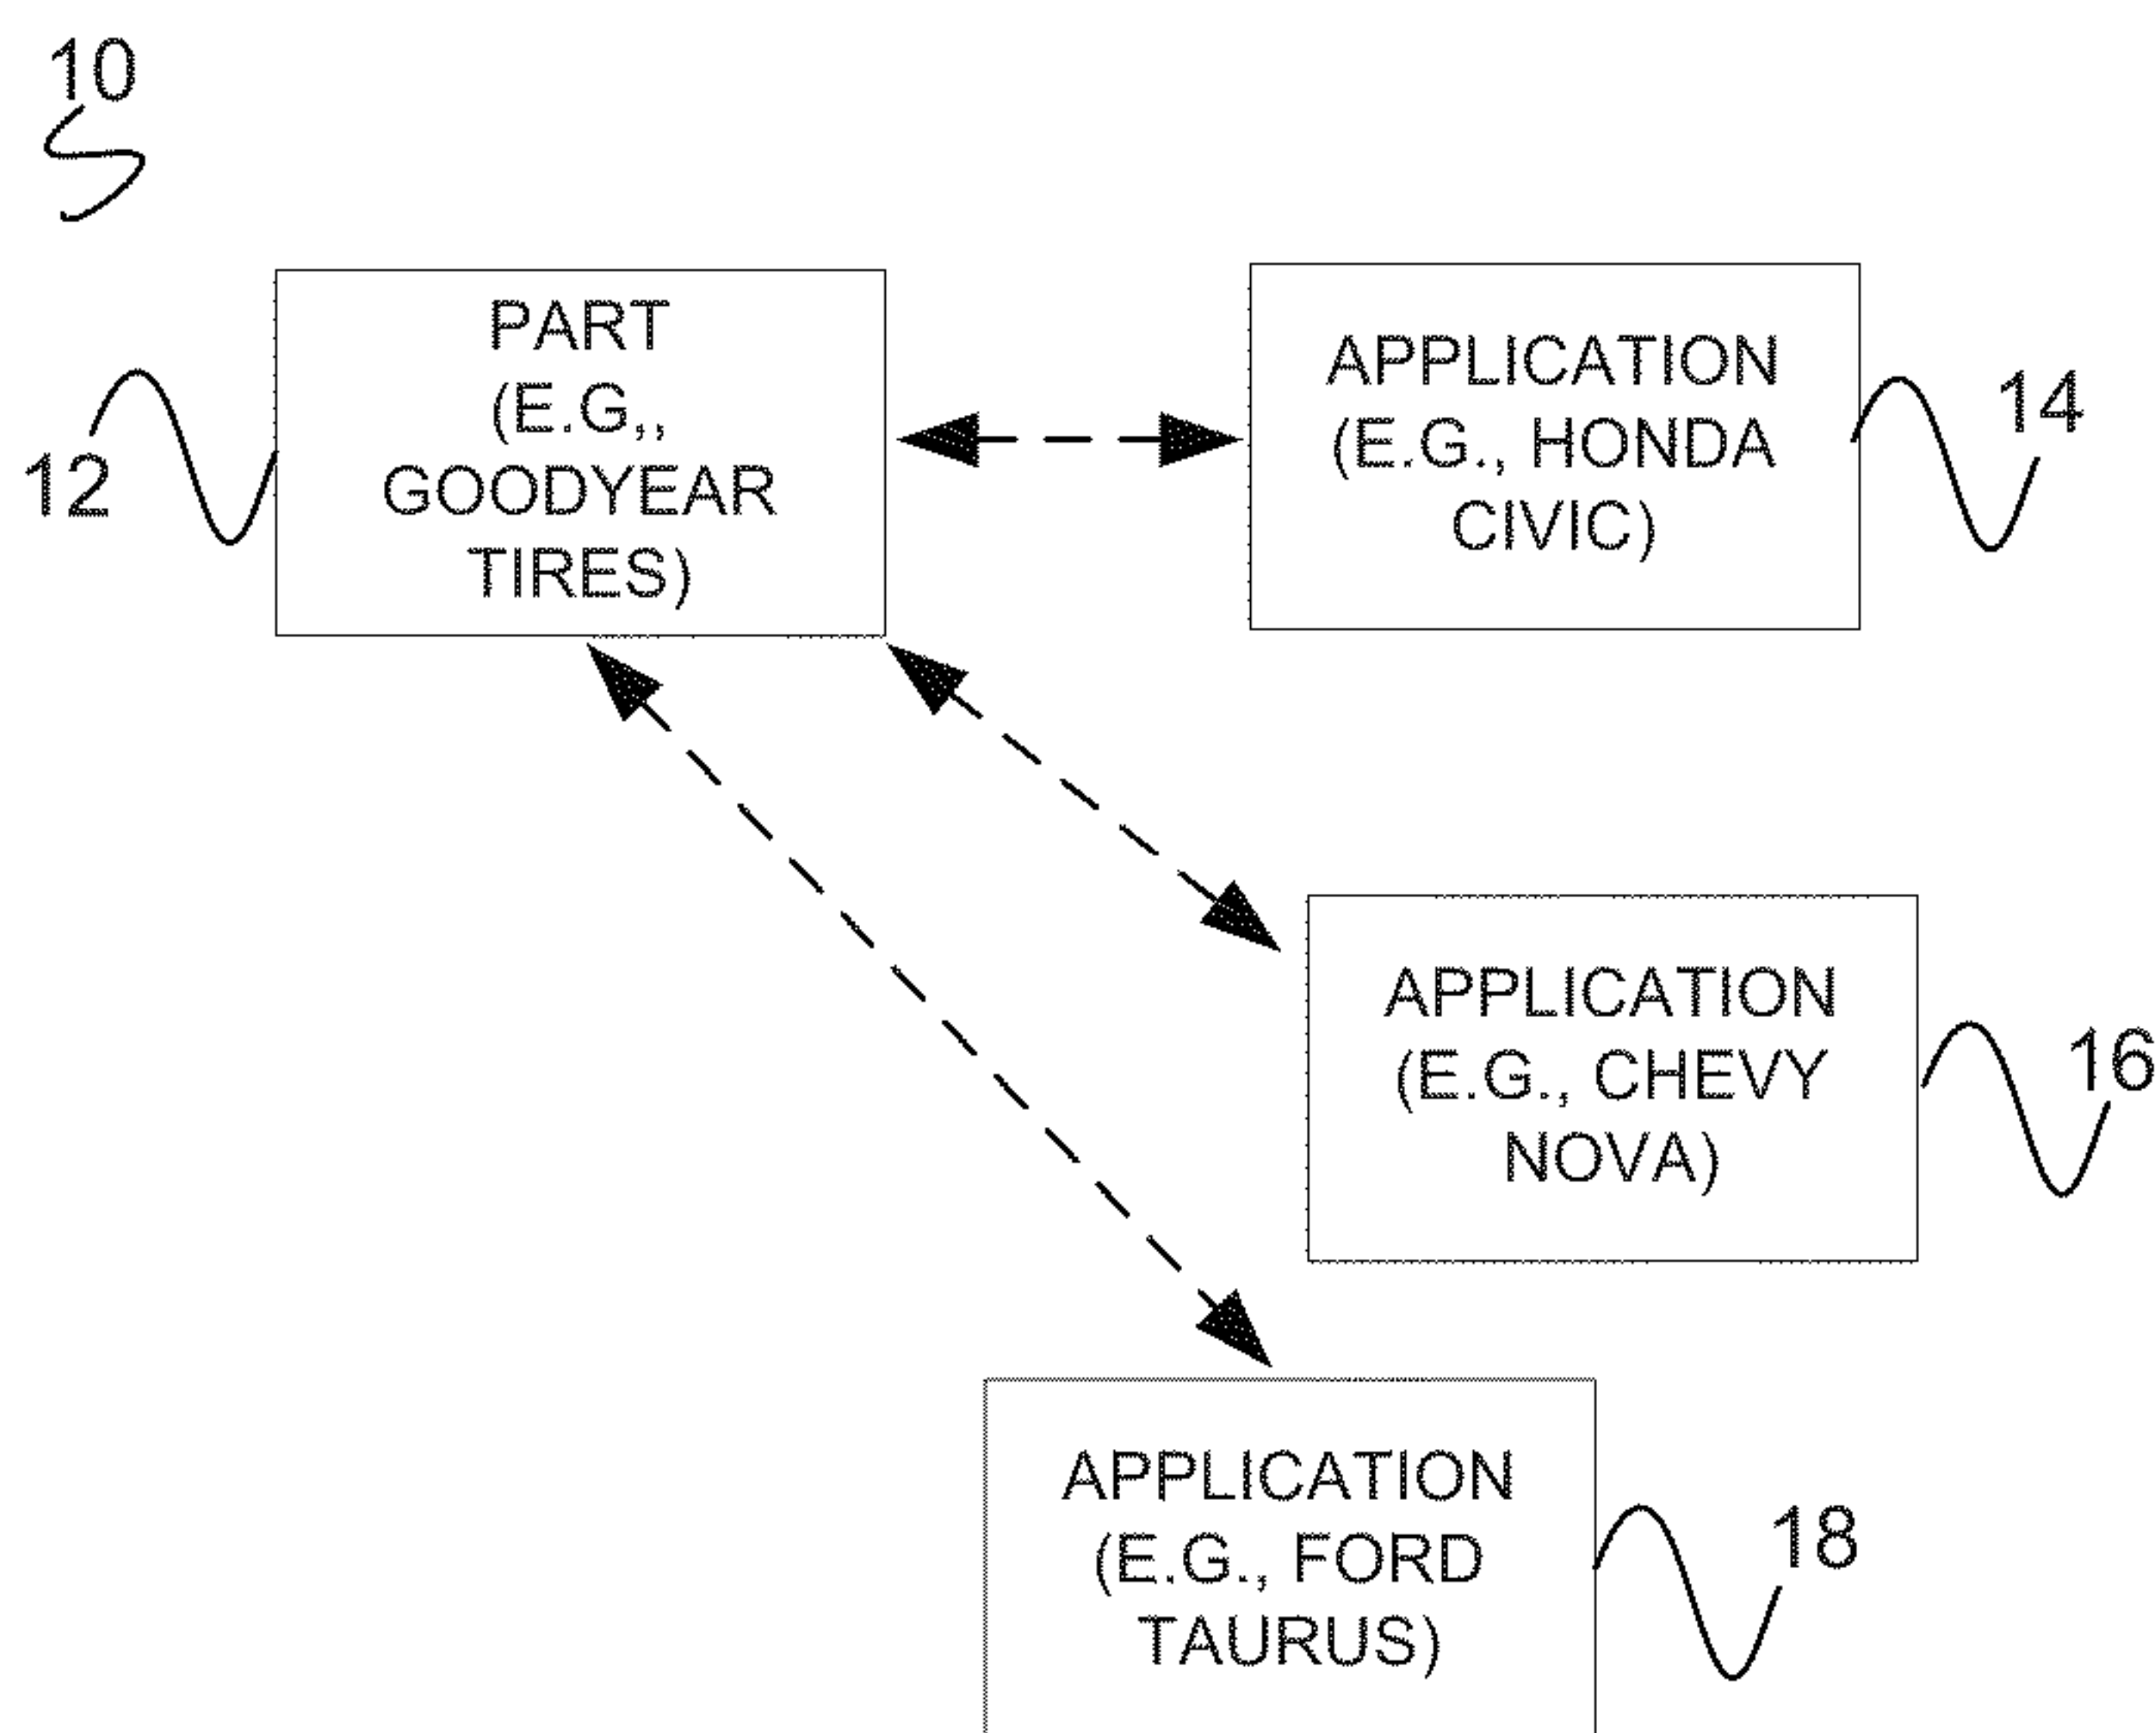 10
PART
(E.G,,
GOODYEAR
TIRES)
12
APPLICATION
(E.G., HONDA
CIVIC)
14
APPLICATION
(E.G., CHEVY
NOVA)
16
APPLICATION
(E.G., FORD
TAURUS)
18